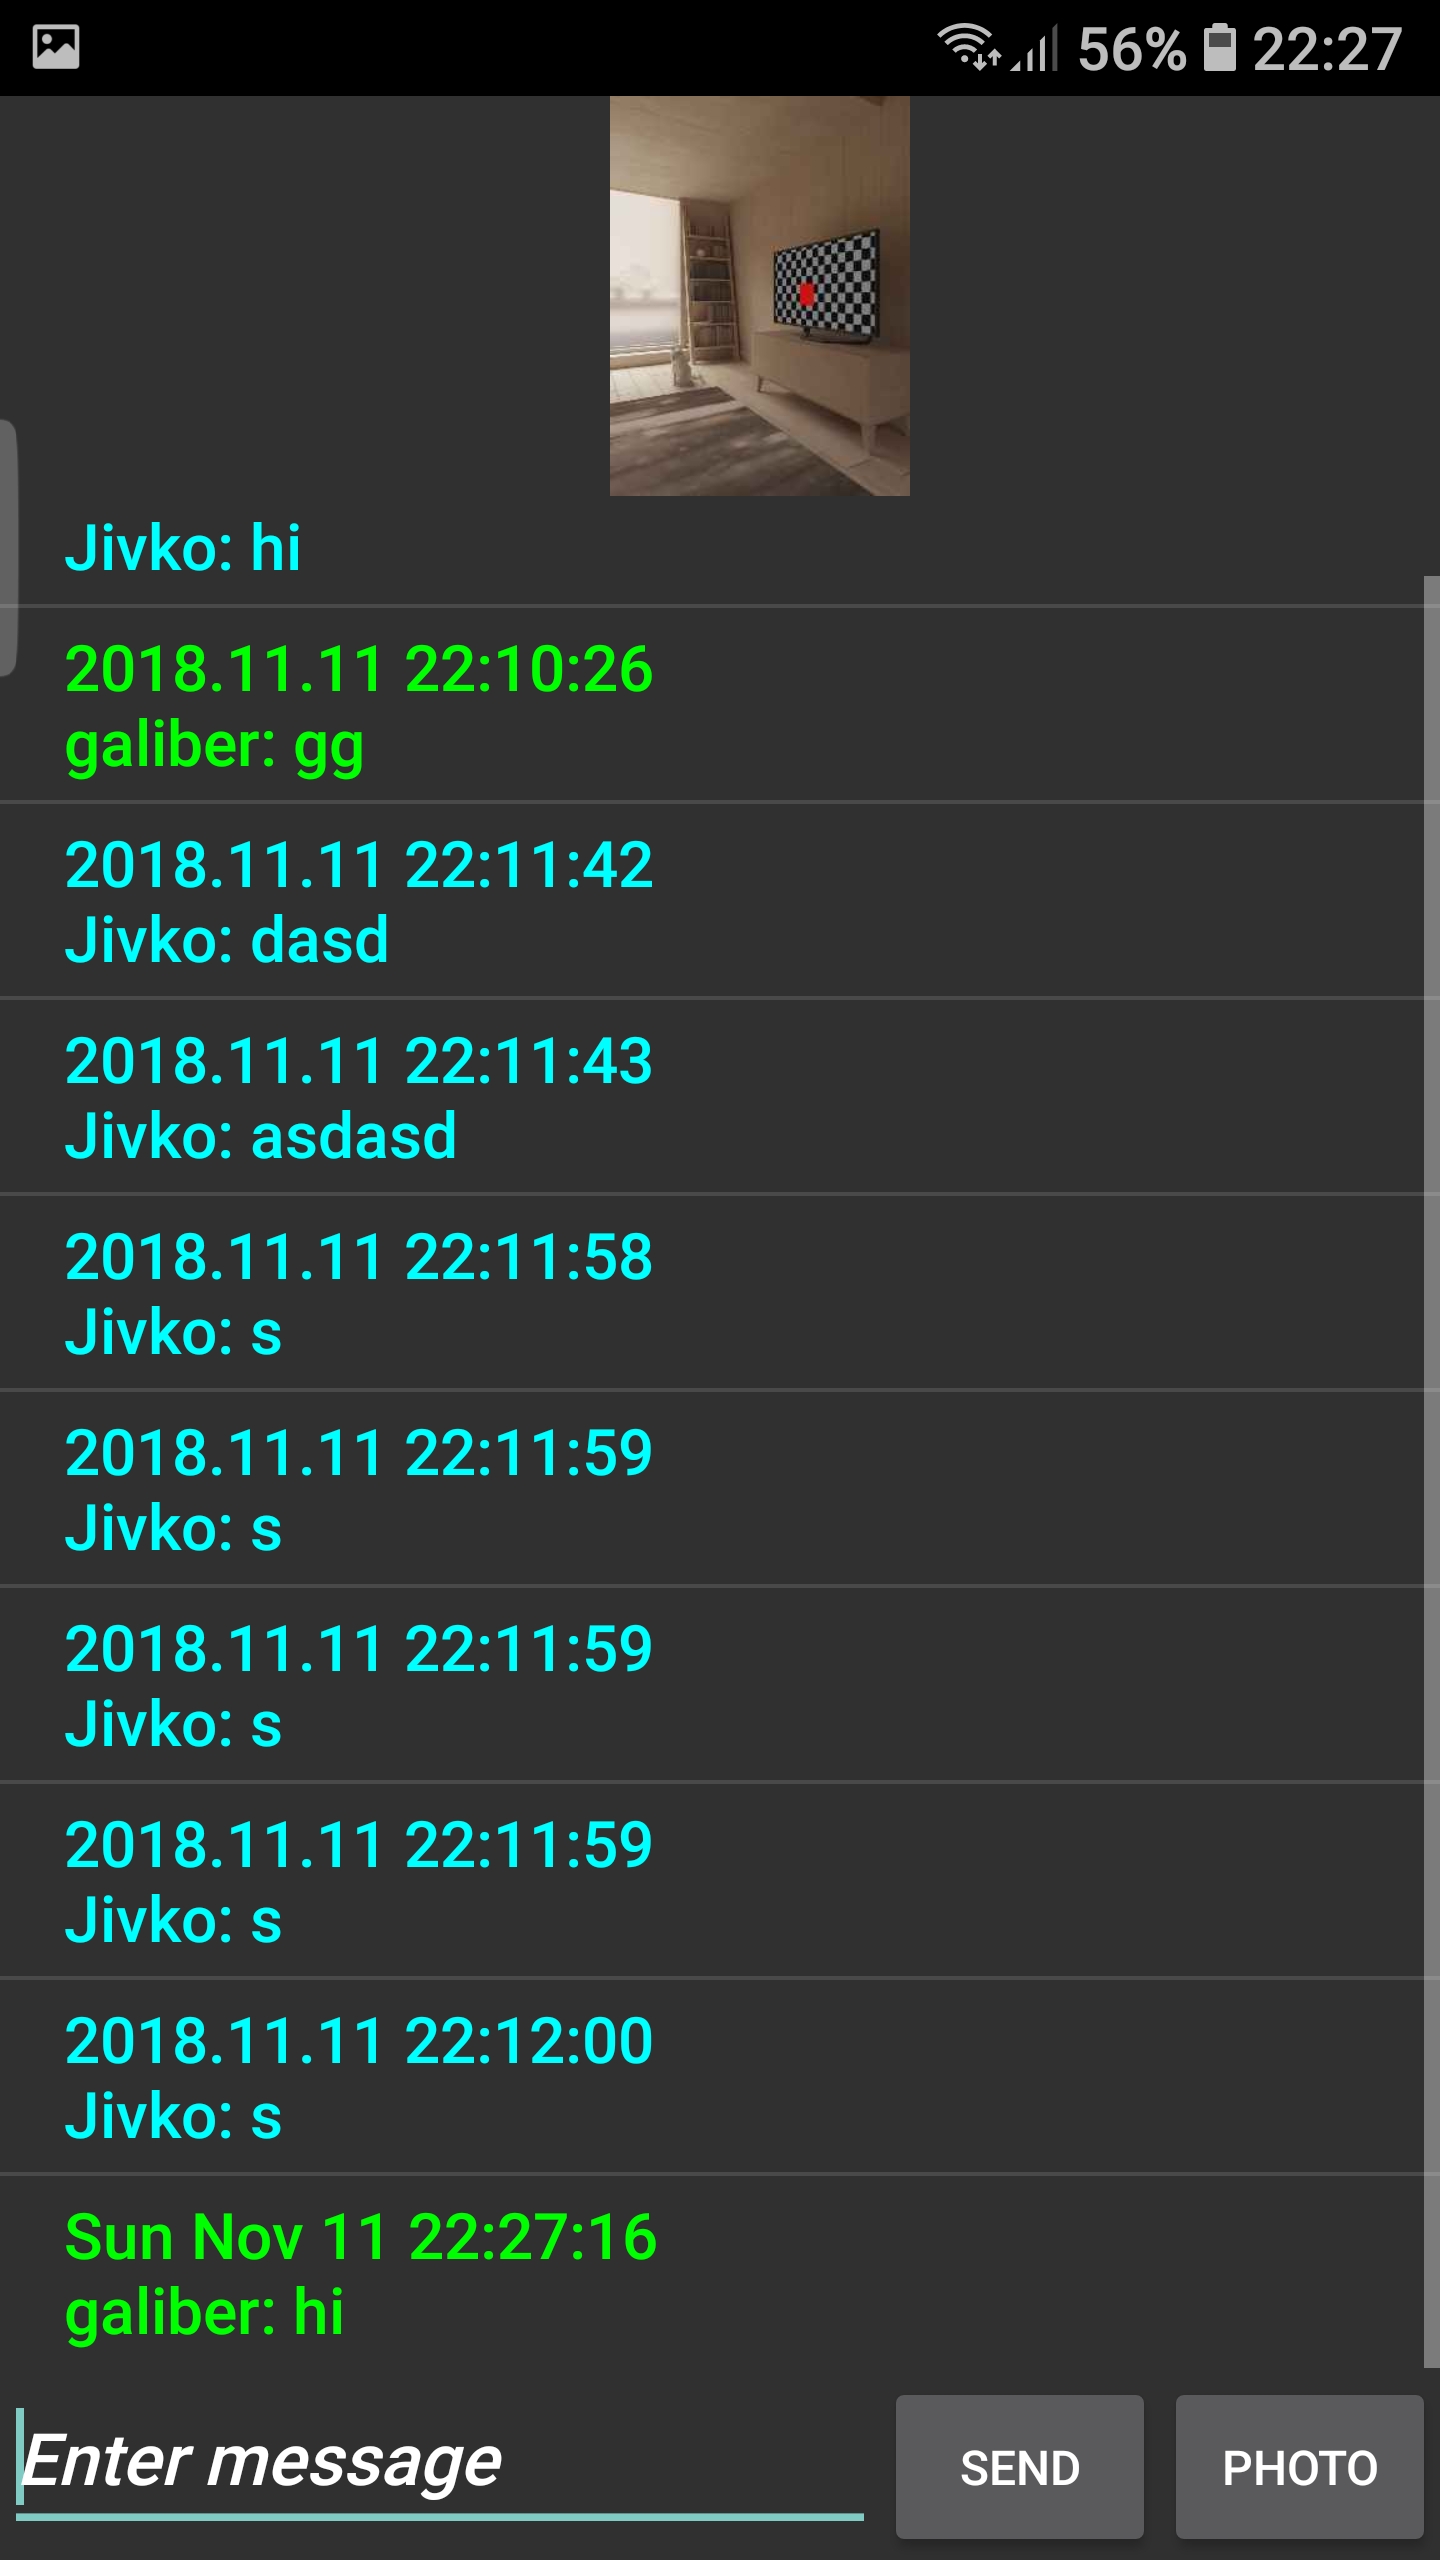 56% 22:27
Jivko: hi
2018.11.11 22:10:26
galiber: gg
2018.11.11 22:11:42
Jivko: dasd
2018.11.11 22:11:43
Jivko: asdasd
2018.11.11 22:11:58
Jivko: s
2018.11.11 22:11:59
Jivko: s
2018.11.11 22:11:59
Jivko: s
2018.11.11 22:11:59
Jivko: s
2018.11.11 22:12:00
Jivko: s
Sun Nov 11 22:27:16
galiber: hi
Enter message
SEND
PHOTO